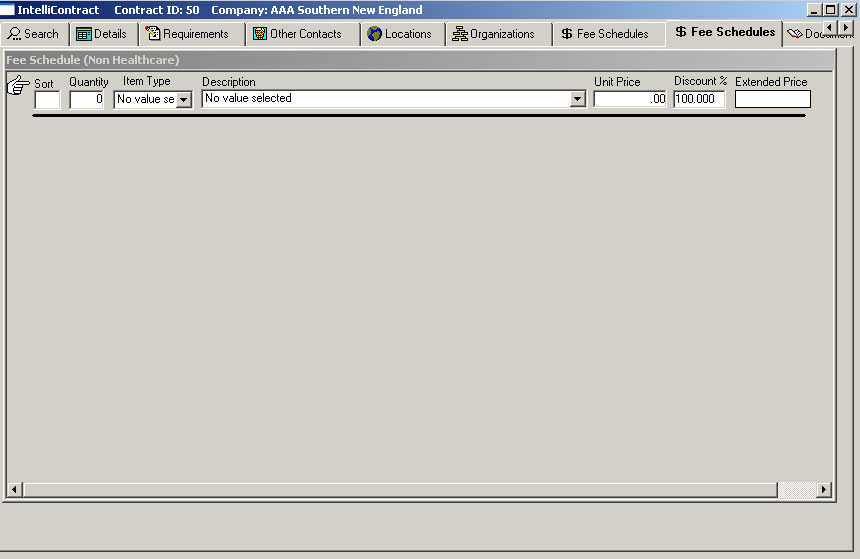 IntelliContract Contract ID: 50 Company: AAA Southern New England
Search Details Requirements Other Contacts Locations Organizations $ Fee Schedules $ Fee Schedules
Fee Schedule (Non Healthcare)
Sort Quantity Item Type Description Unit Price Discount % Extended Price
0 No value se No value selected .00 100.000